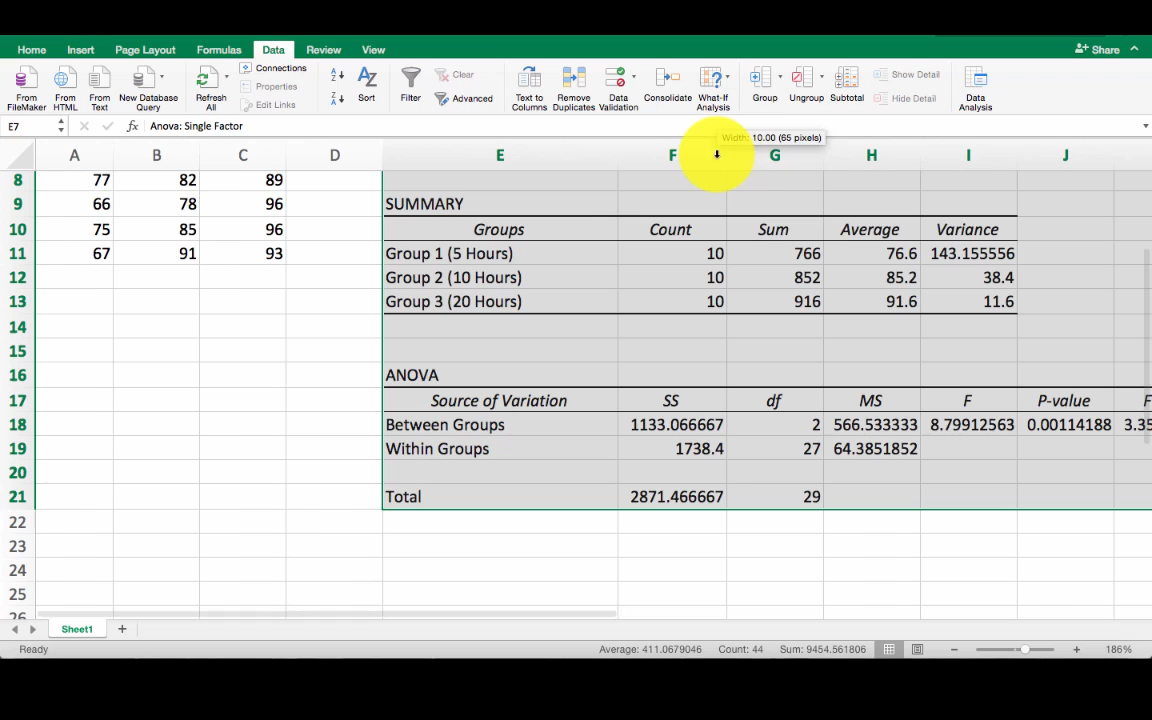 Home Insert Page Layout Formulas Data Review View Share
Connections Clear Show Detail
Properties
Edit Links Advanced Hide Detail
From FileMaker From HTML From Text New Database Query Refresh All Sort Filter Text to Columns Remove Duplicates Data Validation Consolidate What-If Analysis Group Ungroup Subtotal Data Analysis
E7 fx Anova: Single Factor
Width: 10.00 (65 pixels)
A B C D E F G H I J
8 77 82 89
9 66 78 96 SUMMARY
10 75 85 96 Groups Count Sum Average Variance
11 67 91 93 Group 1 (5 Hours) 10 766 76.6 143.155556
12 Group 2 (10 Hours) 10 852 85.2 38.4
13 Group 3 (20 Hours) 10 916 91.6 11.6
14
15
16 ANOVA
17 Source of Variation SS df MS F P-value F
18 Between Groups 1133.066667 2 566.533333 8.79912563 0.00114188 3.35
19 Within Groups 1738.4 27 64.3851852
20
21 Total 2871.466667 29
22
23
24
25
26
Sheet1 +
Ready Average: 411.0679046 Count: 44 Sum: 9454.561806 186%